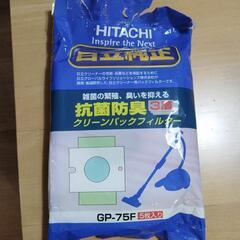 HITACHI
Inspire the Next
日立純正
雑菌の繁殖、臭いを抑える
抗菌防臭 3層
クリーンパックフィルター
GP-75F 5枚入り